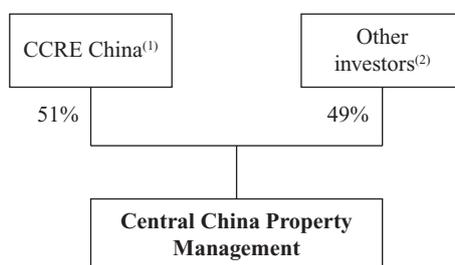 CCRE China(1)
Other
investors(2)
51%
49%
Central China Property
Management